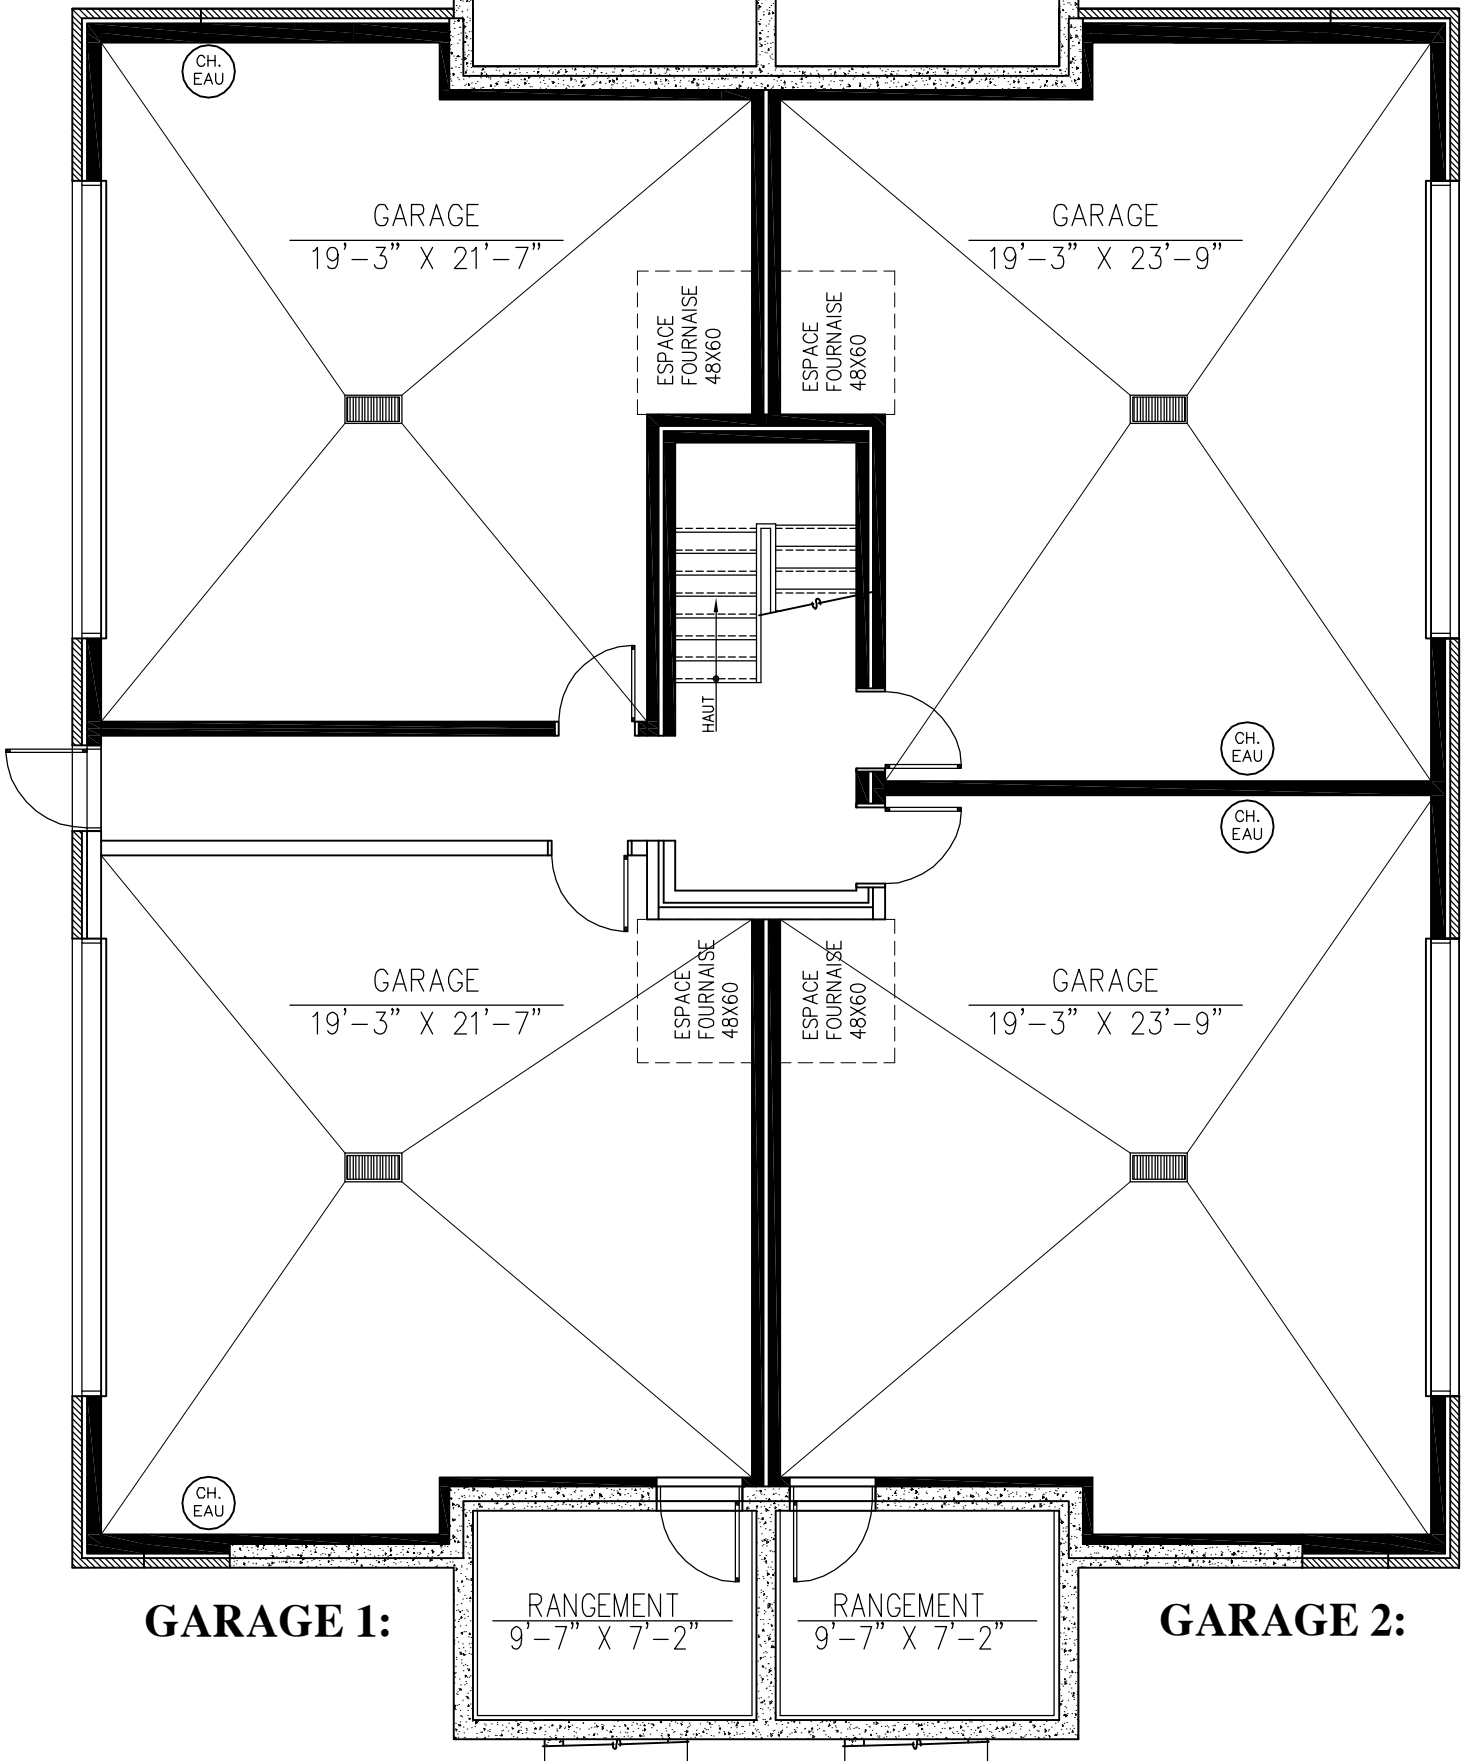 CH.
EAU
GARAGE
19'-3" X 21'-7"
GARAGE
19'-3" X 23'-9"
ESPACE
FOURNAISE
48X60
ESPACE
FOURNAISE
48X60
HAUT
CH.
EAU
CH.
EAU
GARAGE
19'-3" X 21'-7"
ESPACE
FOURNAISE
48X60
ESPACE
FOURNAISE
48X60
GARAGE
19'-3" X 23'-9"
CH.
EAU
GARAGE 1:
RANGEMENT
9'-7" X 7'-2"
RANGEMENT
9'-7" X 7'-2"
GARAGE 2: